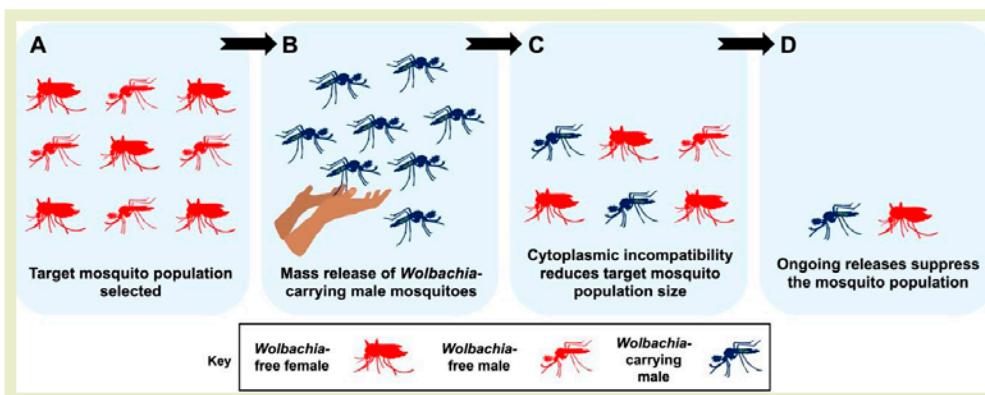 A
B
C
D
Target mosquito population
selected
Mass release of Wolbachia-
carrying male mosquitoes
Cytoplasmic incompatibility
reduces target mosquito
population size
Ongoing releases suppress
the mosquito population
Key
Wolbachia-
free female
Wolbachia-
free male
Wolbachia-
carrying
male